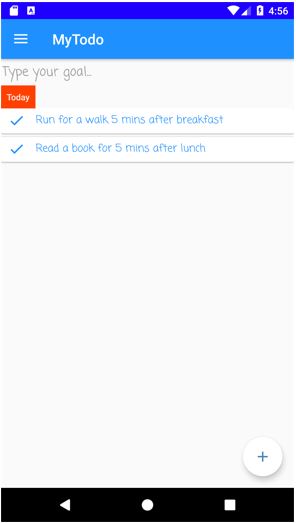 4:56
MyTodo
Type your goal...
Today
Run for a walk 5 mins after breakfast
Read a book for 5 mins after lunch